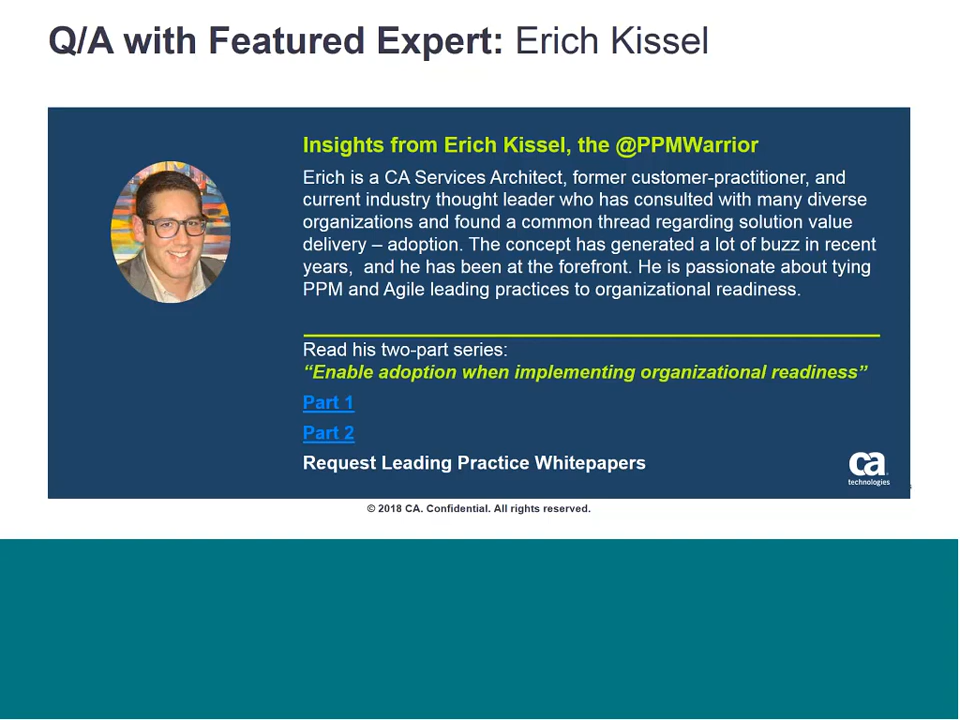 Q/A with Featured Expert: Erich Kissel
Insights from Erich Kissel, the @PPMWarrior
Erich is a CA Services Architect, former customer-practitioner, and
current industry thought leader who has consulted with many diverse
organizations and found a common thread regarding solution value
delivery – adoption. The concept has generated a lot of buzz in recent
years,  and he has been at the forefront. He is passionate about tying
PPM and Agile leading practices to organizational readiness.
Read his two-part series:
“Enable adoption when implementing organizational readiness”
Part 1
Part 2
Request Leading Practice Whitepapers
ca
technologies
© 2018 CA. Confidential. All rights reserved.